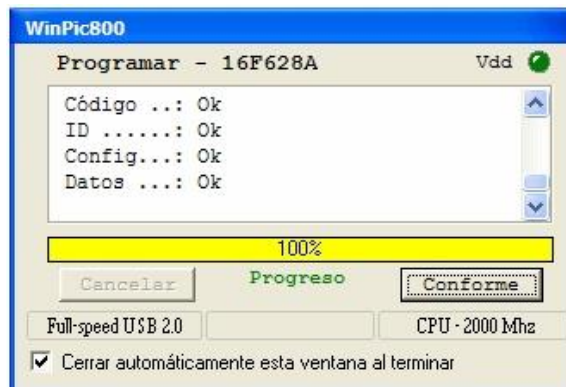 WinPic800
Programar - 16F628A Vdd
Código ..: Ok
ID ......: Ok
Config...: Ok
Datos ...: Ok
100%
Cancelar Progreso Conforme
Full-speed USB 2.0 CPU - 2000 Mhz
Cerrar automáticamente esta ventana al terminar